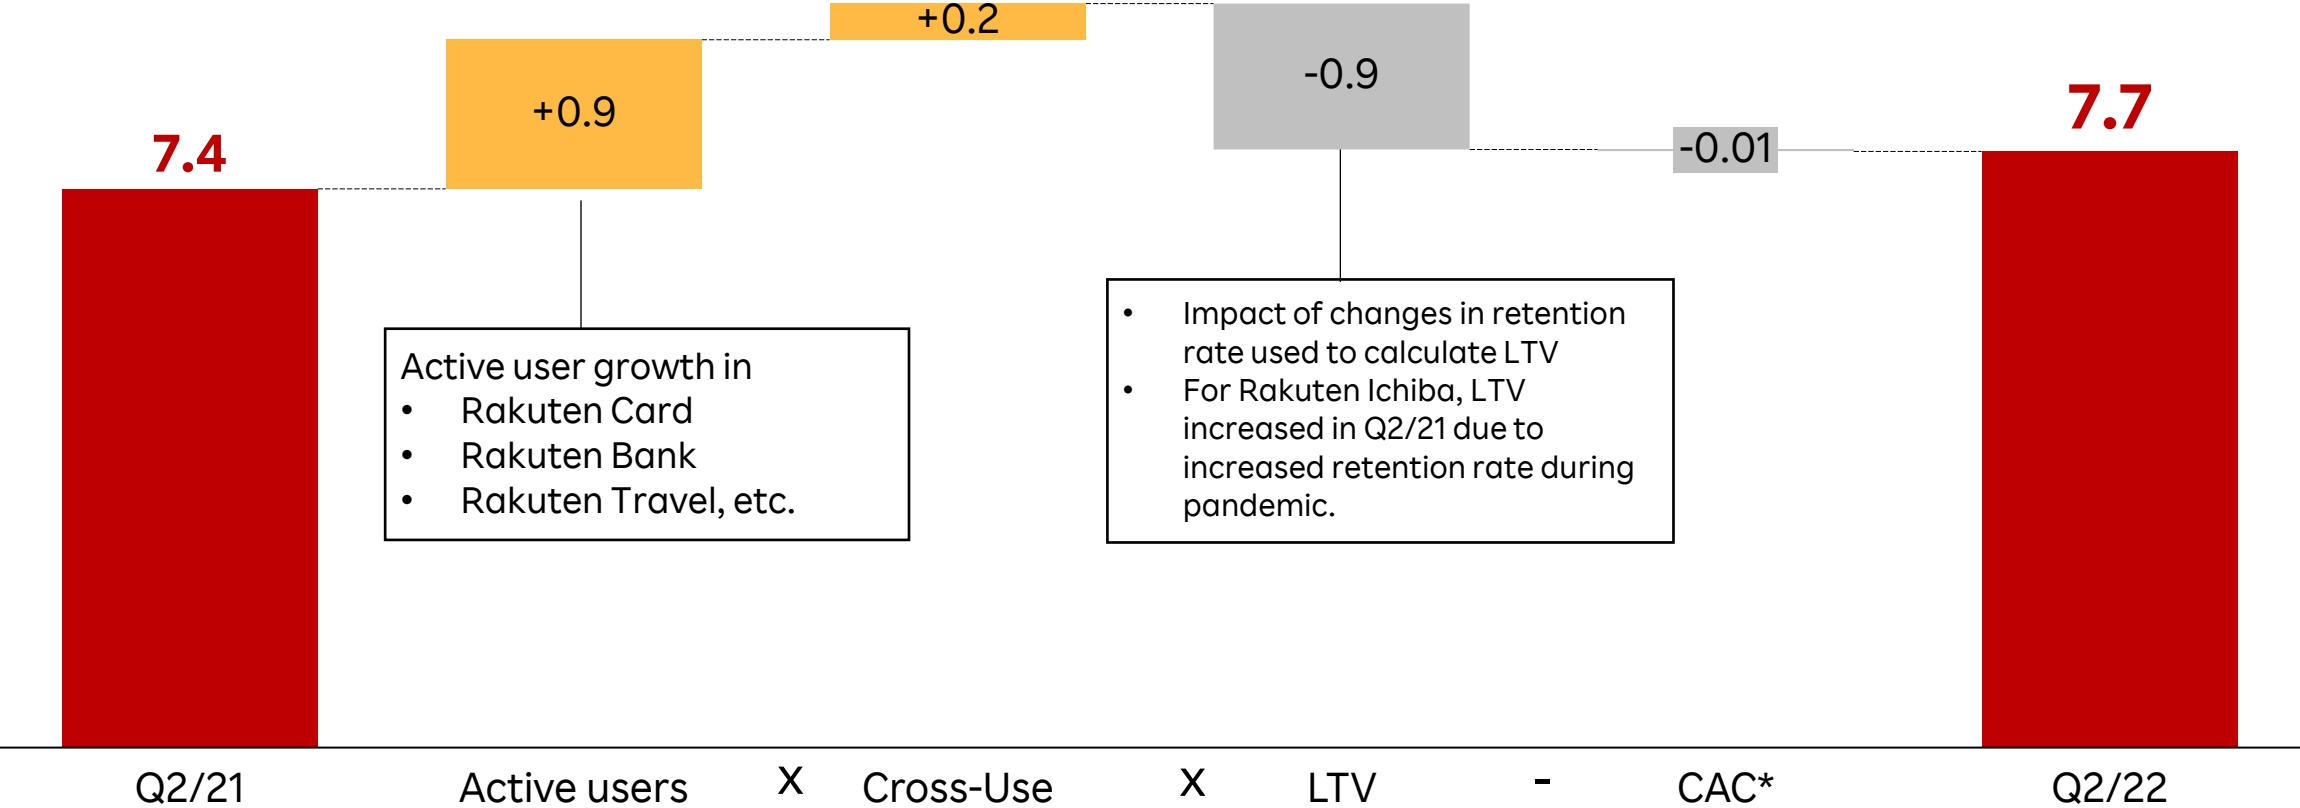 +0.2
+0.9
-0.9
7.4
7.7
-0.01
Active user growth in
• Rakuten Card
• Rakuten Bank
• Rakuten Travel, etc.
• Impact of changes in retention
rate used to calculate LTV
• For Rakuten Ichiba, LTV
increased in Q2/21 due to
increased retention rate during
pandemic.
Q2/21 Active users x Cross-Use x LTV - CAC* Q2/22